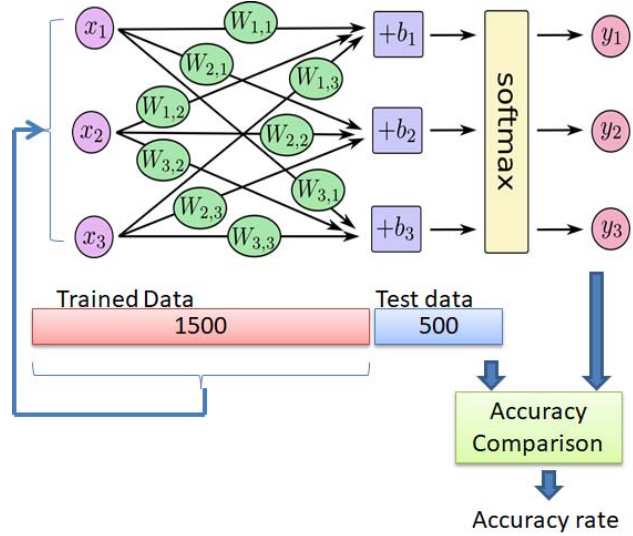 x₁
W₁,₁
+b₁
y₁
W₂,₁
W₁,₃
W₁,₂
softmax
x₂
W₂,₂
+b₂
y₂
W₃,₂
W₃,₁
W₂,₃
x₃
W₃,₃
+b₃
y₃
Trained Data
Test data
1500
500
Accuracy
Comparison
Accuracy rate